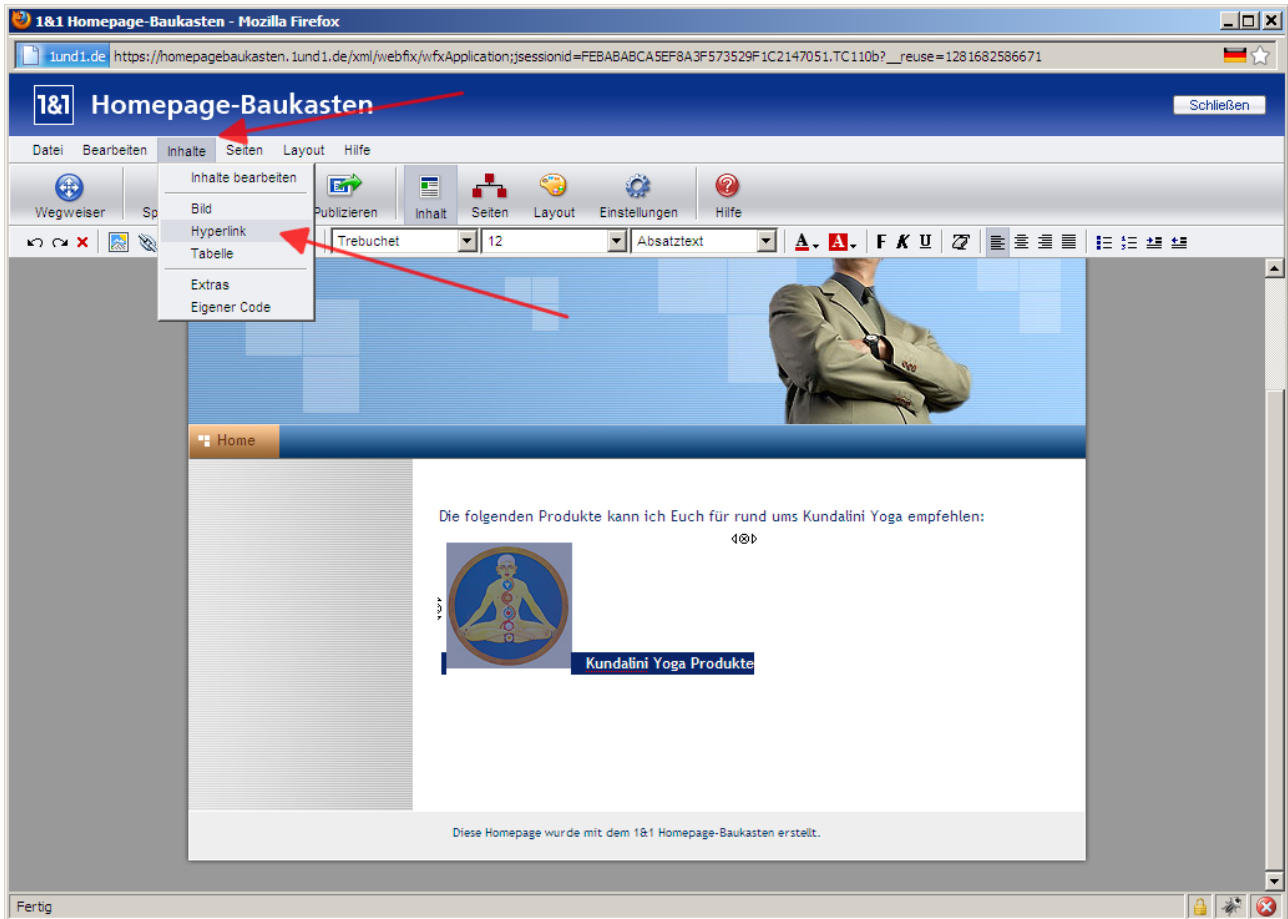 1&1 Homepage-Baukasten - Mozilla Firefox
1und1.de https://homepagebaukasten.1und1.de/xml/webfix/wfxApplication;jsessionid=FEBABABCA5EF8A3F573529F1C2147051.TC110b?__reuse=1281682586671
1&1 Homepage-Baukasten
Schließen
Datei Bearbeiten Inhalte Seiten Layout Hilfe
Inhalte bearbeiten
Bild
Hyperlink
Tabelle
Extras
Eigener Code
Wegweiser Sp Publizieren Inhalt Seiten Layout Einstellungen Hilfe
Trebuchet 12 Absatztext A A F K U
Home
Die folgenden Produkte kann ich Euch für rund ums Kundalini Yoga empfehlen:
Kundalini Yoga Produkte
Diese Homepage wurde mit dem 1&1 Homepage-Baukasten erstellt.
Fertig